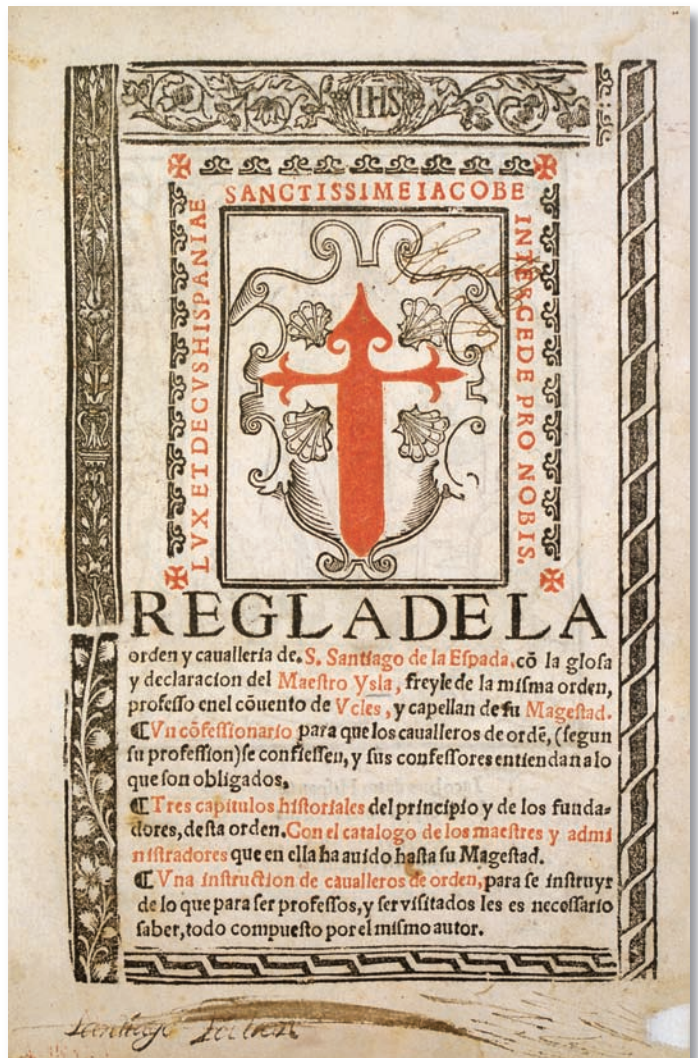 IHS
SANCTISSIME IACOBE
INTERCEDE PRO NOBIS.
LVX ET DECVS HISPANIAE
REGLA DE LA
orden y cauallería de. S. Santiago de la Eſpada. cõ la gloſa
y declaracion del Maeſtro Yſla, freyle de la miſma orden,
profeſſo enel cõuento de Vcles, y capellan de ſu Mageſtad.
¶ Vn cõfeſſionario para que los caualleros de ordẽ, (ſegun
ſu profeſſion) ſe confieſſen, y ſus confeſſores entiendan a lo
que ſon obligados,
¶ Tres capitulos hiſtoriales del principio y de los funda-
dores, deſta orden. Con el catalogo de los maeſtres y admi
niſtradores que en ella ha auido haſta ſu Mageſtad.
¶ Vna inſtruction de caualleros de orden, para ſe inſtruyr
de lo que para ſer profeſſos, y ſer viſitados les es neceſſario
ſaber, todo compueſto por el miſmo autor.
Santiago